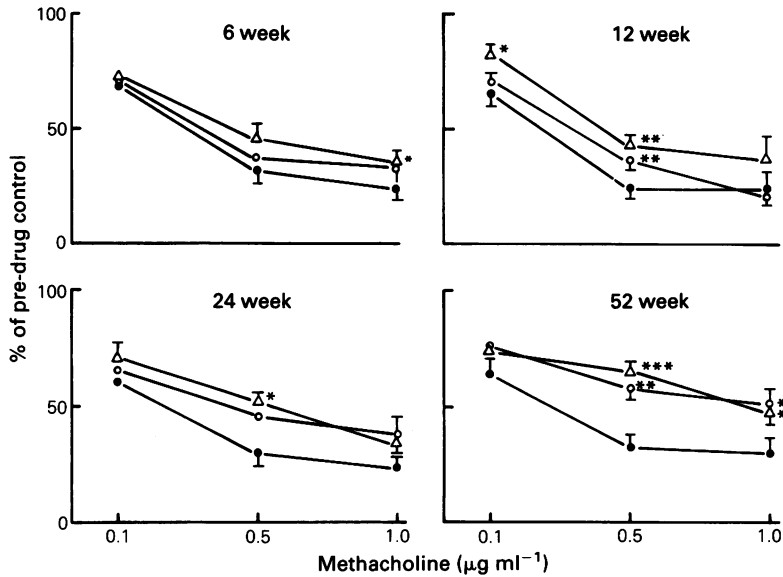 100
6 week
*
50
0
12 week
*
**
**
% of pre-drug control
100
24 week
*
50
0
52 week
***
**
*
*
0.1 0.5 1.0 0.1 0.5 1.0
Methacholine (μg ml⁻¹)